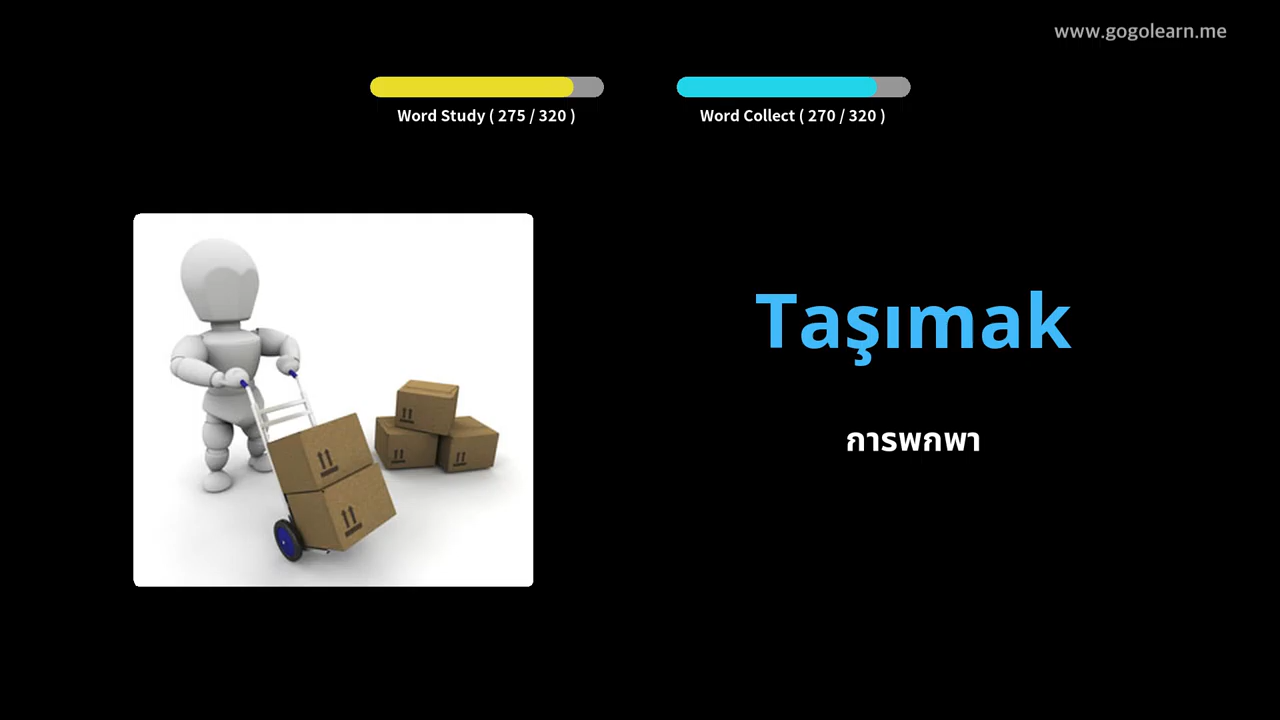 www.gogolearn.me
Word Study ( 275 / 320 )
Word Collect ( 270 / 320 )
Taşımak
การพกพา